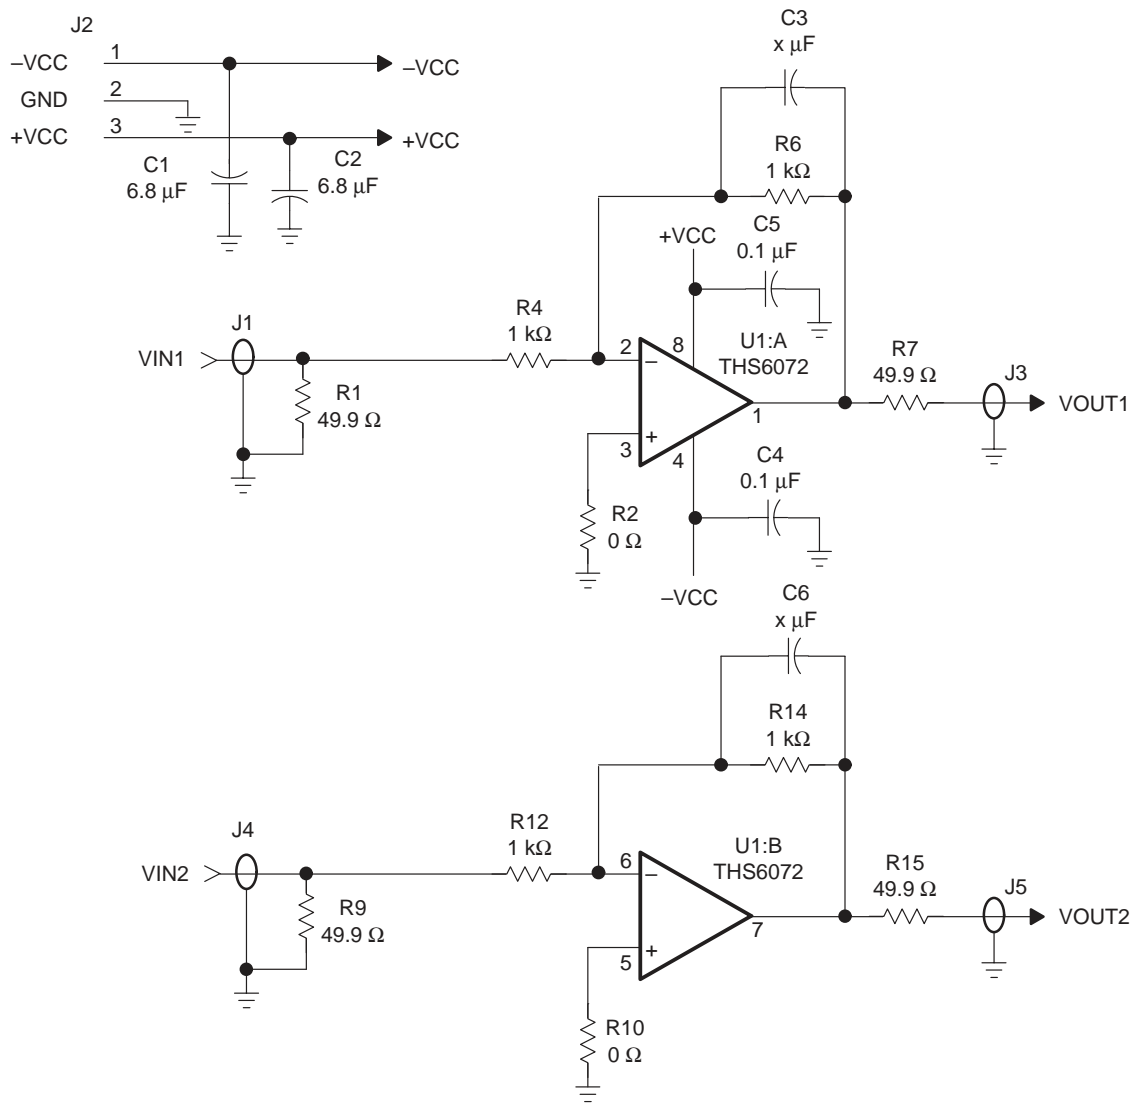 J2
–VCC 1 –VCC
GND 2
+VCC 3 +VCC
C1
6.8 µF
C2
6.8 µF
C3
x µF
R6
1 kΩ
+VCC
C5
0.1 µF
VIN1
J1
R1
49.9 Ω
R4
1 kΩ
2
–
8
U1:A
THS6072
3
+
4
1
R7
49.9 Ω
J3
VOUT1
R2
0 Ω
C4
0.1 µF
–VCC
C6
x µF
R14
1 kΩ
VIN2
J4
R9
49.9 Ω
R12
1 kΩ
6
–
U1:B
THS6072
5
+
7
R15
49.9 Ω
J5
VOUT2
R10
0 Ω